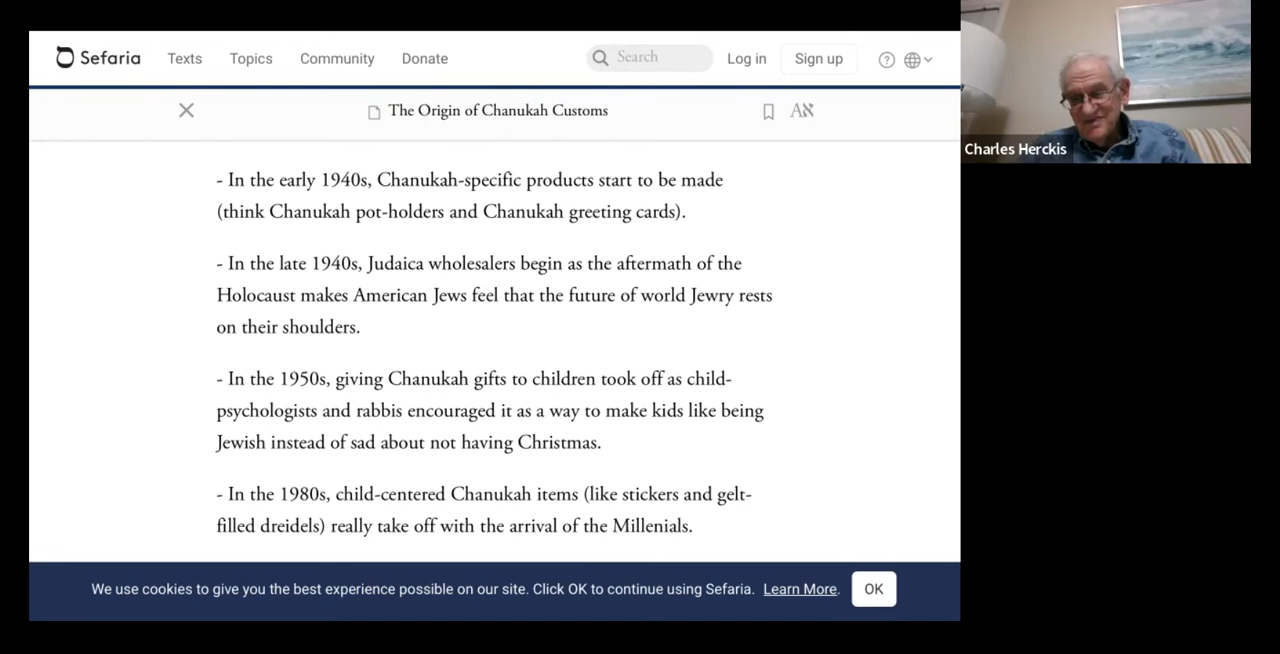 Sefaria
Texts Topics Community Donate
Search
Log in
Sign up
The Origin of Chanukah Customs
Aא
- In the early 1940s, Chanukah-specific products start to be made
(think Chanukah pot-holders and Chanukah greeting cards).
- In the late 1940s, Judaica wholesalers begin as the aftermath of the
Holocaust makes American Jews feel that the future of world Jewry rests
on their shoulders.
- In the 1950s, giving Chanukah gifts to children took off as child-
psychologists and rabbis encouraged it as a way to make kids like being
Jewish instead of sad about not having Christmas.
- In the 1980s, child-centered Chanukah items (like stickers and gelt-
filled dreidels) really take off with the arrival of the Millenials.
We use cookies to give you the best experience possible on our site. Click OK to continue using Sefaria. Learn More.
OK
Charles Herckis